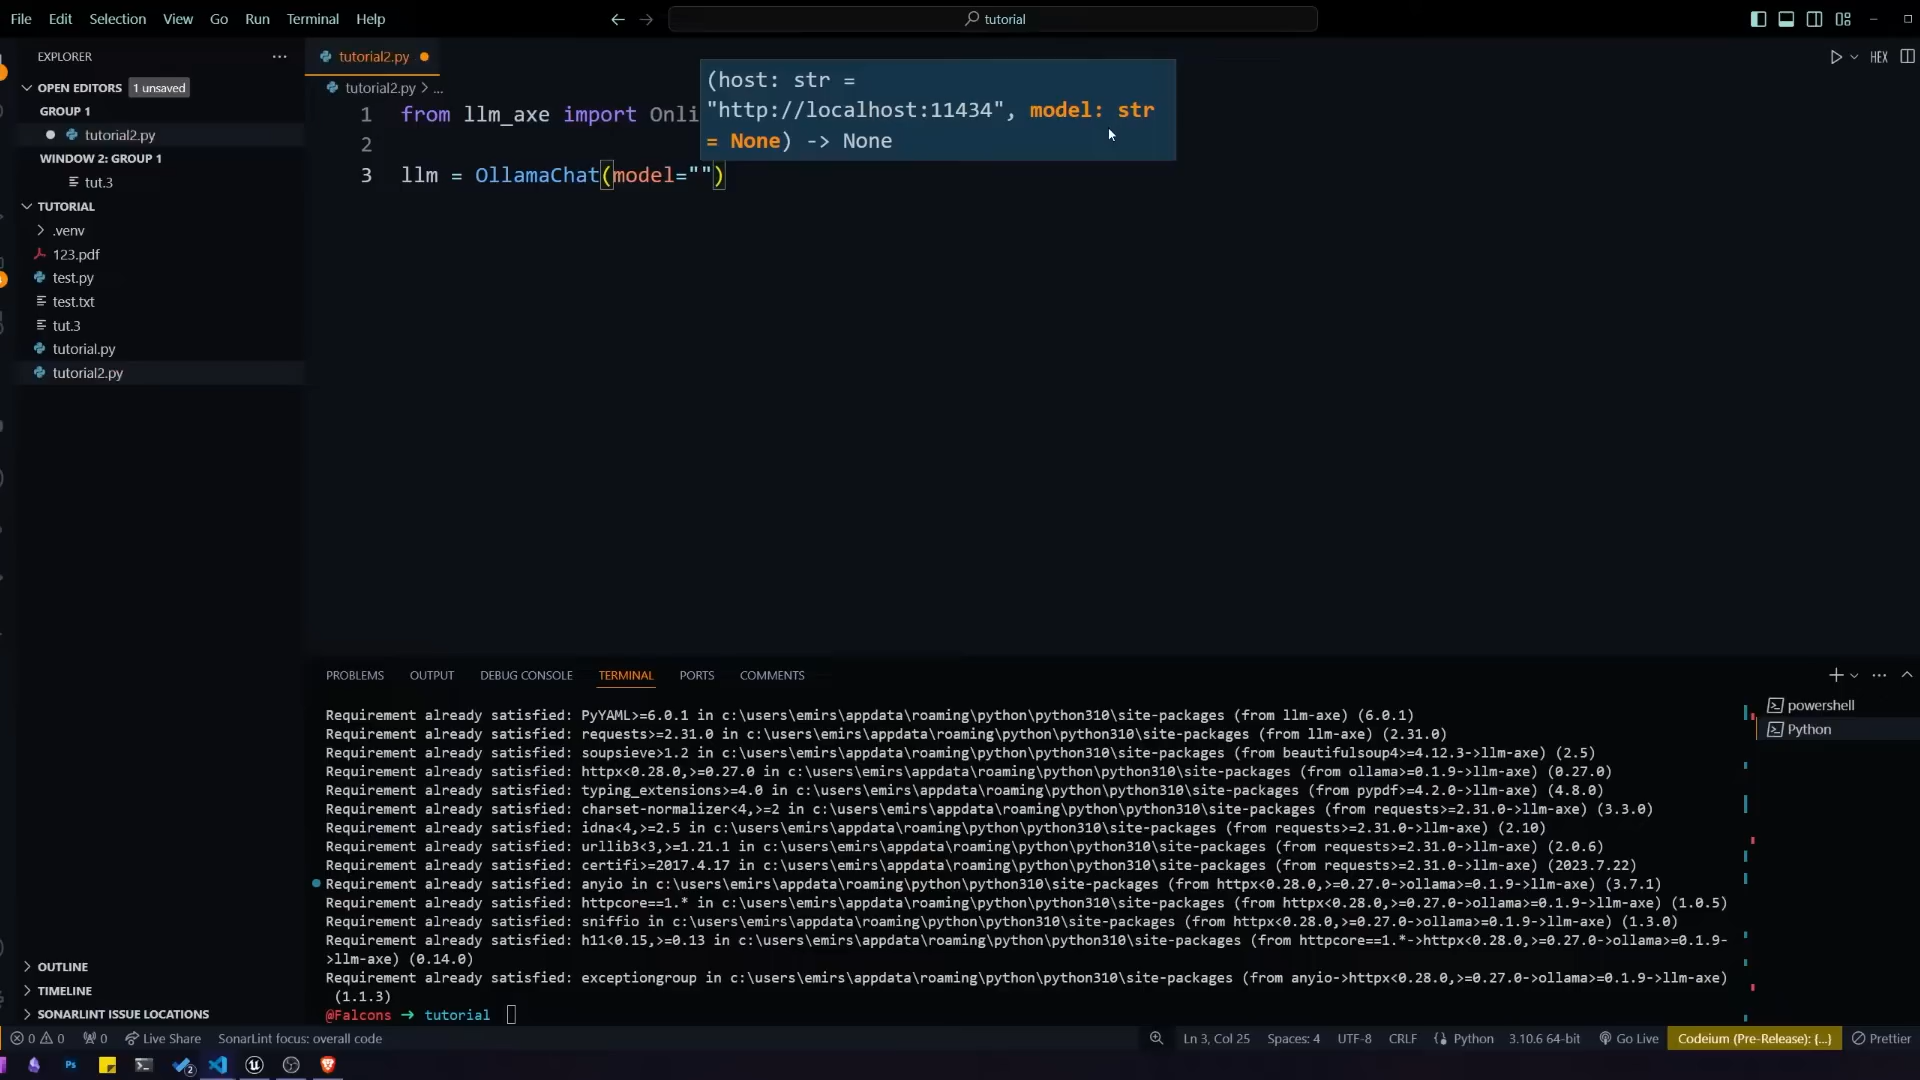 File Edit Selection View Go Run Terminal Help
tutorial
EXPLORER
OPEN EDITORS 1 unsaved
GROUP 1
tutorial2.py
WINDOW 2: GROUP 1
tut.3
TUTORIAL
.venv
123.pdf
test.py
test.txt
tut.3
tutorial.py
tutorial2.py
OUTLINE
TIMELINE
SONARLINT ISSUE LOCATIONS
tutorial2.py
HEX
tutorial2.py > ...
(host: str =
"http://localhost:11434", model: str
= None) -> None
1 from llm_axe import Onli
2
3 llm = OllamaChat(model="")
PROBLEMS OUTPUT DEBUG CONSOLE TERMINAL PORTS COMMENTS
powershell
Python
Requirement already satisfied: PyYAML>=6.0.1 in c:\users\emirs\appdata\roaming\python\python310\site-packages (from llm-axe) (6.0.1)
Requirement already satisfied: requests>=2.31.0 in c:\users\emirs\appdata\roaming\python\python310\site-packages (from llm-axe) (2.31.0)
Requirement already satisfied: soupsieve>1.2 in c:\users\emirs\appdata\roaming\python\python310\site-packages (from beautifulsoup4>=4.12.3->llm-axe) (2.5)
Requirement already satisfied: httpx<0.28.0,>=0.27.0 in c:\users\emirs\appdata\roaming\python\python310\site-packages (from ollama>=0.1.9->llm-axe) (0.27.0)
Requirement already satisfied: typing_extensions>=4.0 in c:\users\emirs\appdata\roaming\python\python310\site-packages (from pypdf>=4.2.0->llm-axe) (4.8.0)
Requirement already satisfied: charset-normalizer<4,>=2 in c:\users\emirs\appdata\roaming\python\python310\site-packages (from requests>=2.31.0->llm-axe) (3.3.0)
Requirement already satisfied: idna<4,>=2.5 in c:\users\emirs\appdata\roaming\python\python310\site-packages (from requests>=2.31.0->llm-axe) (2.10)
Requirement already satisfied: urllib3<3,>=1.21.1 in c:\users\emirs\appdata\roaming\python\python310\site-packages (from requests>=2.31.0->llm-axe) (2.0.6)
Requirement already satisfied: certifi>=2017.4.17 in c:\users\emirs\appdata\roaming\python\python310\site-packages (from requests>=2.31.0->llm-axe) (2023.7.22)
Requirement already satisfied: anyio in c:\users\emirs\appdata\roaming\python\python310\site-packages (from httpx<0.28.0,>=0.27.0->ollama>=0.1.9->llm-axe) (3.7.1)
Requirement already satisfied: httpcore==1.* in c:\users\emirs\appdata\roaming\python\python310\site-packages (from httpx<0.28.0,>=0.27.0->ollama>=0.1.9->llm-axe) (1.0.5)
Requirement already satisfied: sniffio in c:\users\emirs\appdata\roaming\python\python310\site-packages (from httpx<0.28.0,>=0.27.0->ollama>=0.1.9->llm-axe) (1.3.0)
Requirement already satisfied: h11<0.15,>=0.13 in c:\users\emirs\appdata\roaming\python\python310\site-packages (from httpcore==1.*->httpx<0.28.0,>=0.27.0->ollama>=0.1.9-
>llm-axe) (0.14.0)
Requirement already satisfied: exceptiongroup in c:\users\emirs\appdata\roaming\python\python310\site-packages (from anyio->httpx<0.28.0,>=0.27.0->ollama>=0.1.9->llm-axe)
(1.1.3)
@Falcons → tutorial
0 0 0 Live Share SonarLint focus: overall code Ln 3, Col 25 Spaces: 4 UTF-8 CRLF Python 3.10.6 64-bit Go Live Codeium (Pre-Release): {...} Prettier
Ps 2